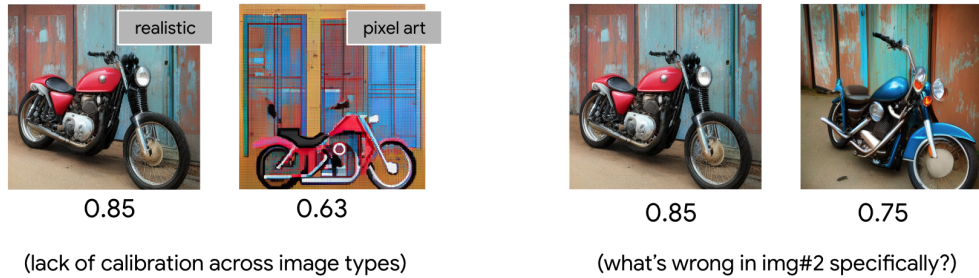 realistic
pixel art
0.85
0.63
0.85
0.75
(lack of calibration across image types)
(what's wrong in img#2 specifically?)